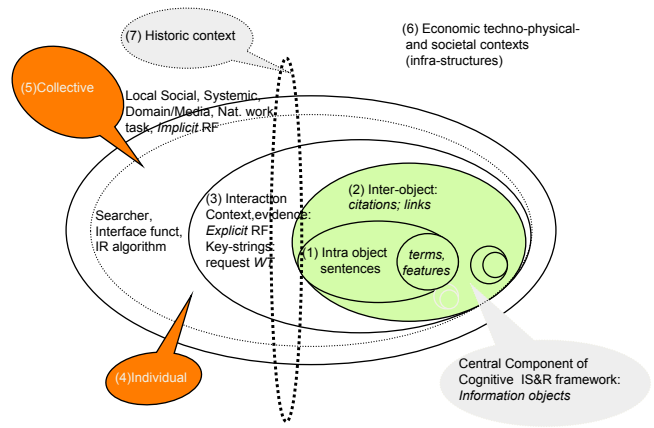 (7) Historic context
(6) Economic techno-physical-
and societal contexts
(infra-structures)
(5)Collective
Local Social, Systemic,
Domain/Media, Nat. work
task, Implicit RF
(2) Inter-object:
citations; links
(3) Interaction
Context,evidence:
Explicit RF
Key-strings
request WT
Searcher,
Interface funct,
IR algorithm
(1) Intra object
sentences
terms,
features
(4)Individual
Central Component of
Cognitive IS&R framework:
Information objects